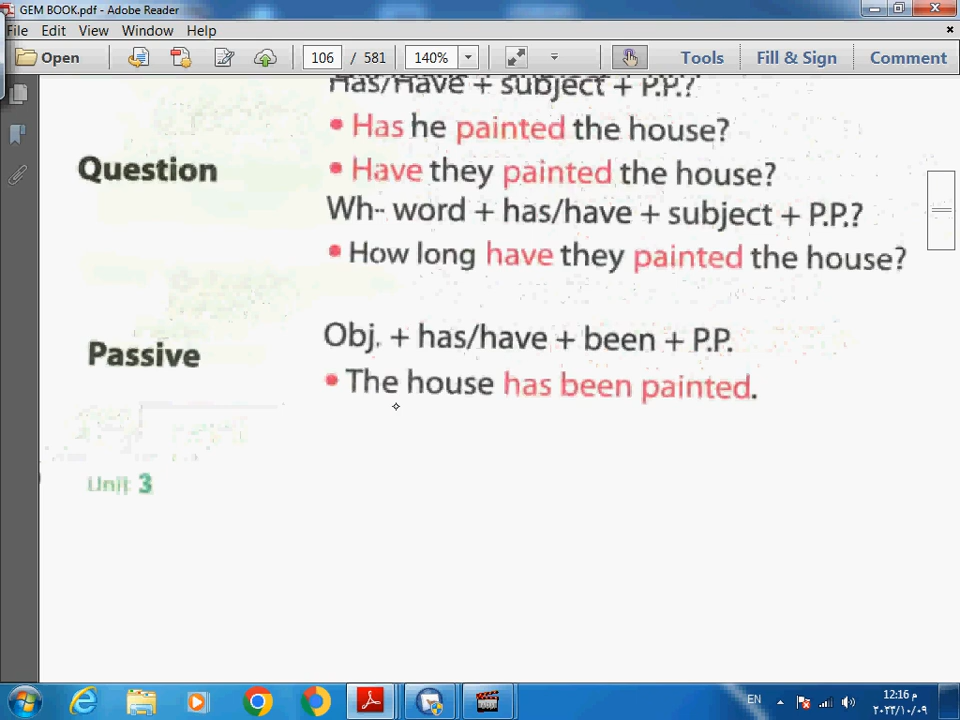 GEM BOOK.pdf - Adobe Reader
File Edit View Window Help
Open 106 / 581 140% Tools Fill & Sign Comment
Has/Have + subject + P.P.?
• Has he painted the house?
Question
• Have they painted the house?
Wh- word + has/have + subject + P.P.?
• How long have they painted the house?
Obj. + has/have + been + P.P.
Passive
• The house has been painted.
Unit 3
EN
12:16 م
٢٠٢٣/١٠/٠٩